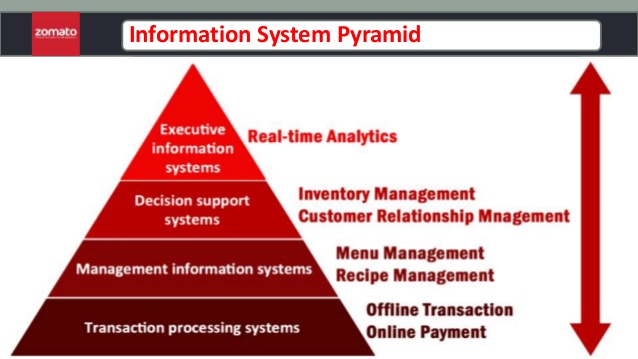 zomato
Information System Pyramid
Executive
information
systems
Real-time Analytics
Decision support
systems
Inventory Management
Customer Relationship Mnagement
Management information systems
Menu Management
Recipe Management
Transaction processing systems
Offline Transaction
Online Payment